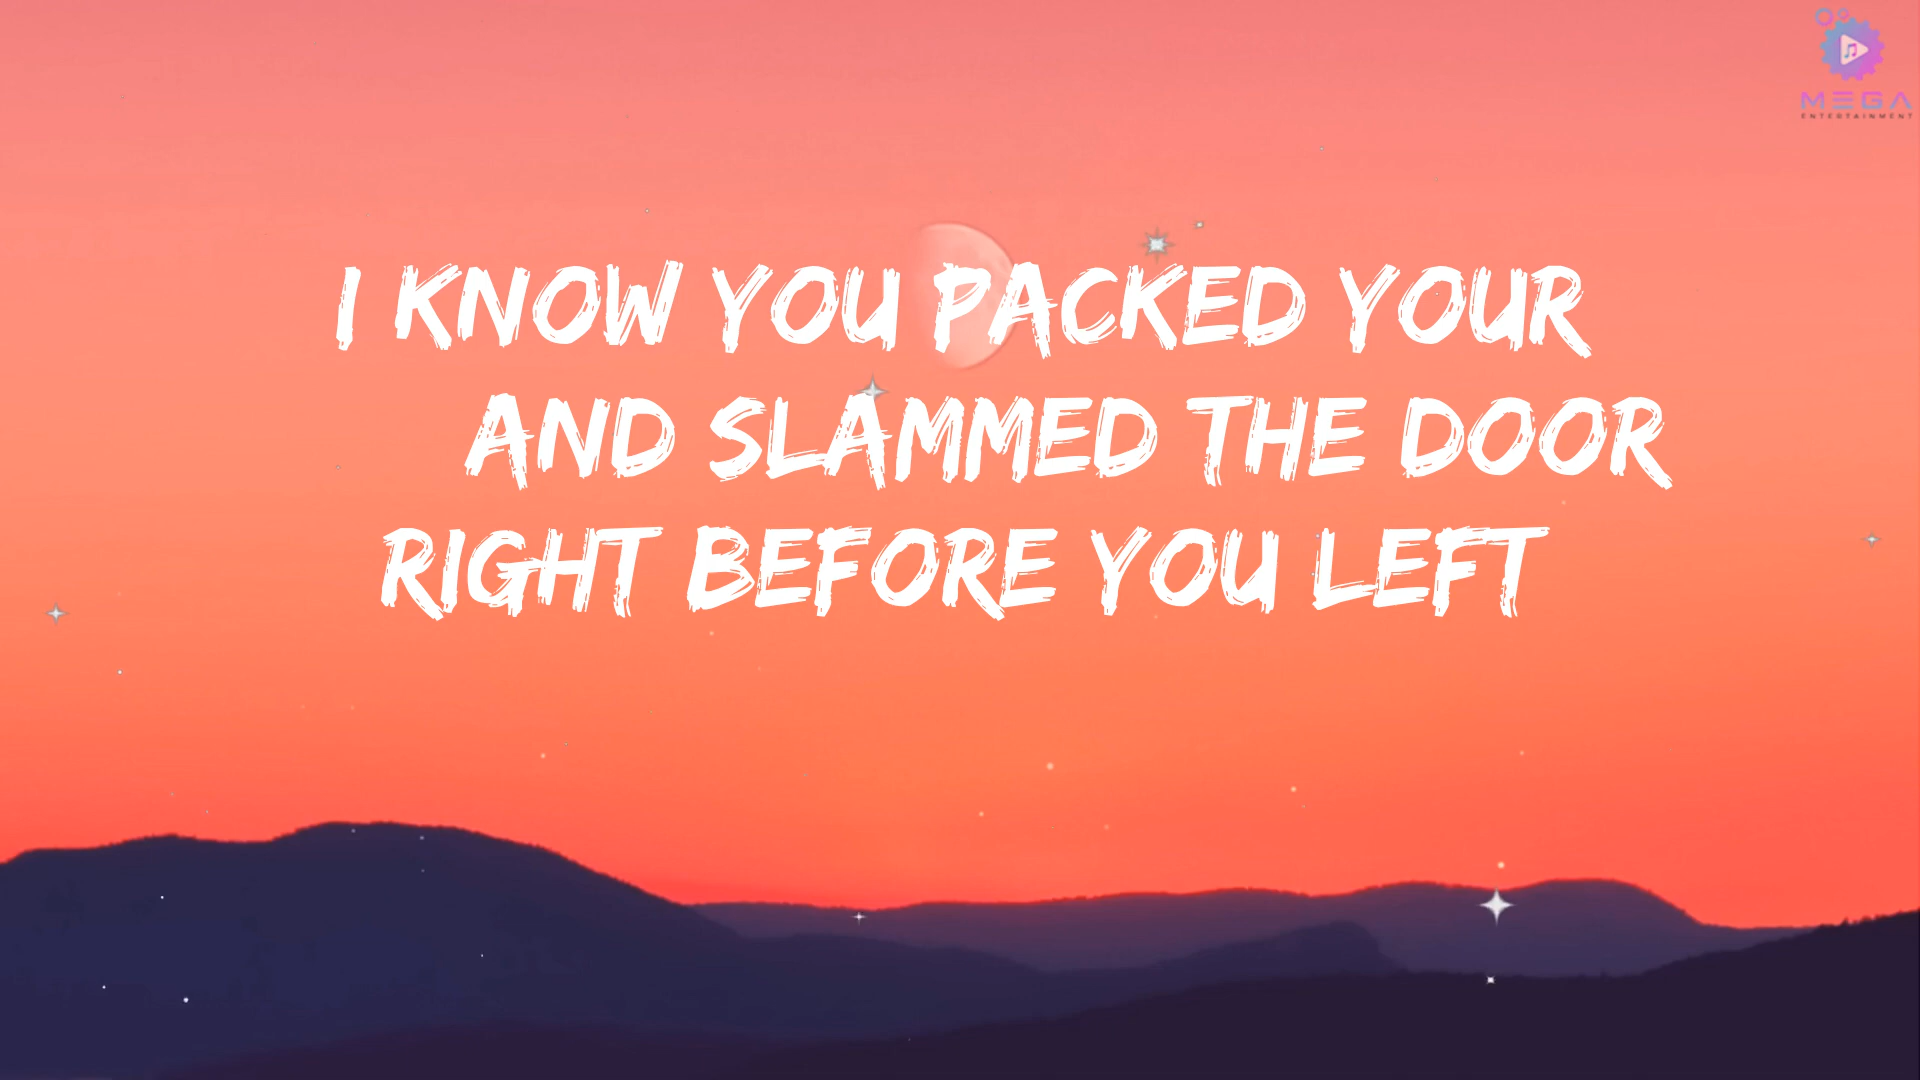 MEGA
ENTERTAINMENT
I KNOW YOU PACKED YOUR
AND SLAMMED THE DOOR
RIGHT BEFORE YOU LEFT